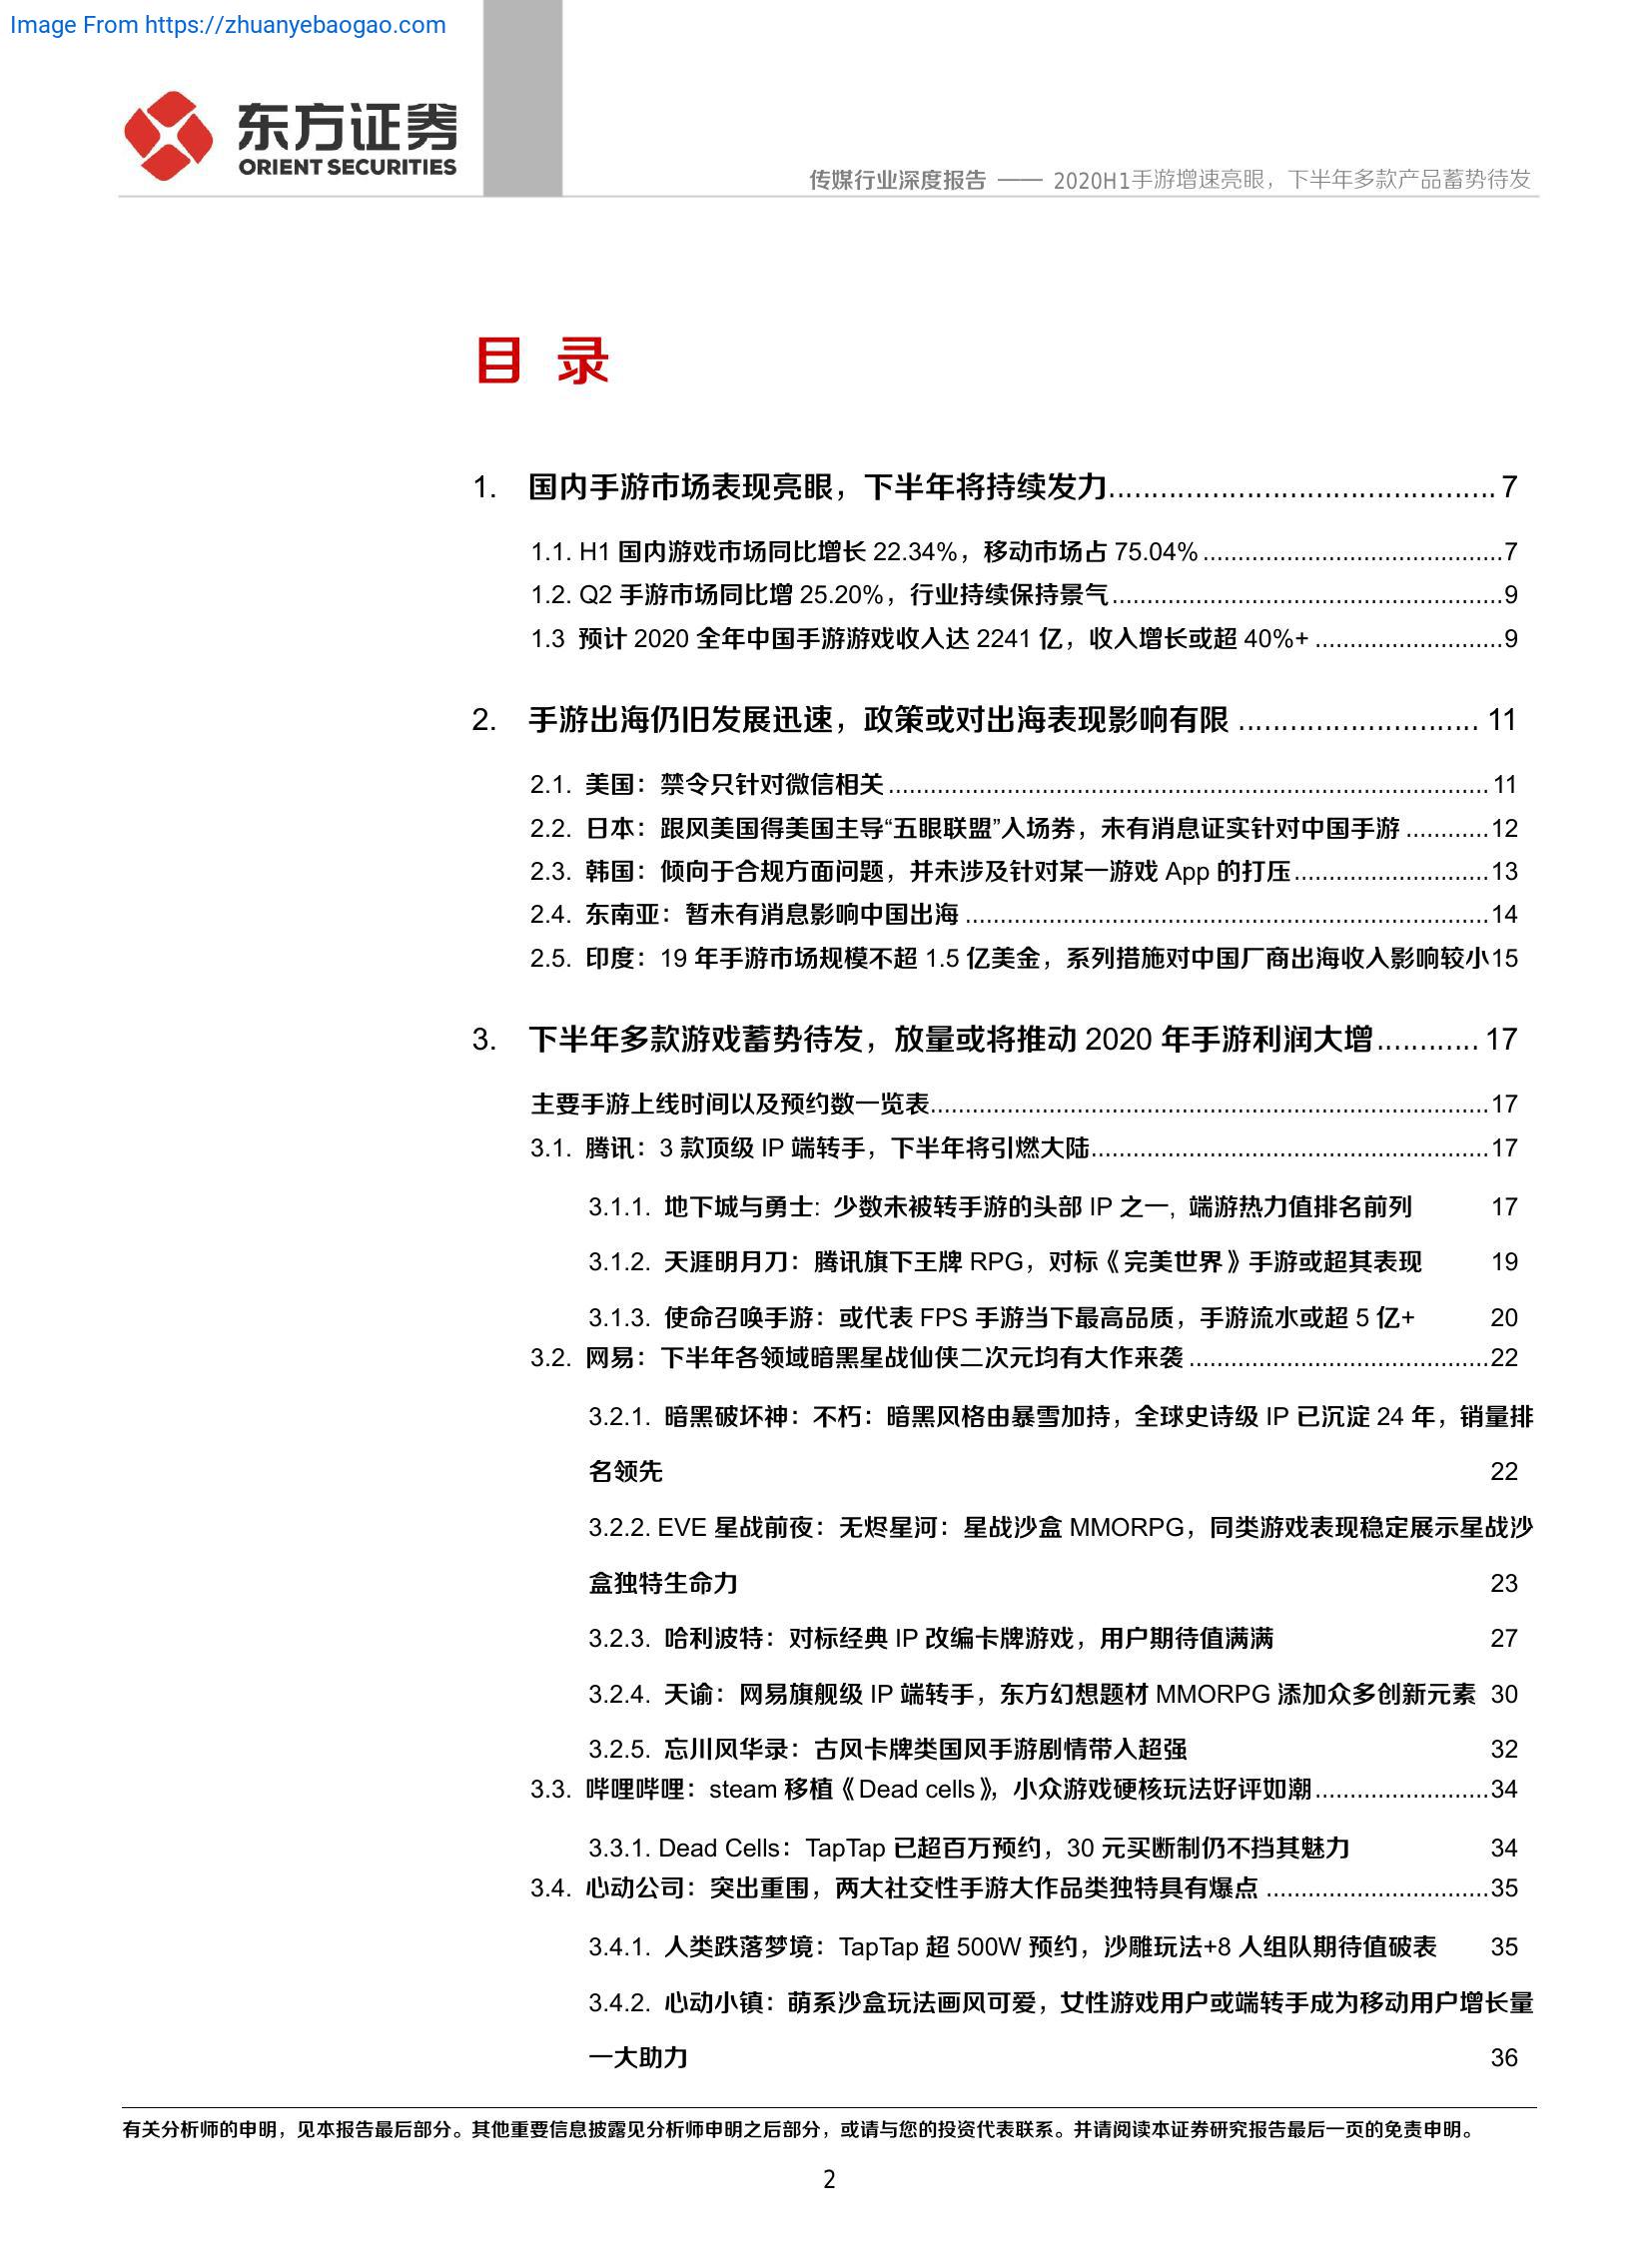 Image From https://zhuanyebaogao.com
东方证券
ORIENT SECURITIES
传媒行业深度报告 —— 2020H1手游增速亮眼，下半年多款产品蓄势待发
目 录
1. 国内手游市场表现亮眼，下半年将持续发力............................................. 7
1.1. H1 国内游戏市场同比增长 22.34%，移动市场占 75.04%...........................................7
1.2. Q2 手游市场同比增 25.20%，行业持续保持景气........................................................9
1.3 预计 2020 全年中国手游游戏收入达 2241 亿，收入增长或超 40%+ ...........................9
2. 手游出海仍旧发展迅速，政策或对出海表现影响有限 ............................ 11
2.1. 美国：禁令只针对微信相关...................................................................................... 11
2.2. 日本：跟风美国得美国主导“五眼联盟”入场券，未有消息证实针对中国手游 ............12
2.3. 韩国：倾向于合规方面问题，并未涉及针对某一游戏 App 的打压............................13
2.4. 东南亚：暂未有消息影响中国出海 ...........................................................................14
2.5. 印度：19 年手游市场规模不超 1.5 亿美金，系列措施对中国厂商出海收入影响较小15
3. 下半年多款游戏蓄势待发，放量或将推动 2020 年手游利润大增............ 17
主要手游上线时间以及预约数一览表................................................................................17
3.1. 腾讯：3 款顶级 IP 端转手，下半年将引燃大陆.........................................................17
3.1.1. 地下城与勇士: 少数未被转手游的头部 IP 之一, 端游热力值排名前列 17
3.1.2. 天涯明月刀：腾讯旗下王牌 RPG，对标《完美世界》手游或超其表现 19
3.1.3. 使命召唤手游：或代表 FPS 手游当下最高品质，手游流水或超 5 亿+ 20
3.2. 网易：下半年各领域暗黑星战仙侠二次元均有大作来袭 ...........................................22
3.2.1. 暗黑破坏神：不朽：暗黑风格由暴雪加持，全球史诗级 IP 已沉淀 24 年，销量排
名领先 22
3.2.2. EVE 星战前夜：无烬星河：星战沙盒 MMORPG，同类游戏表现稳定展示星战沙
盒独特生命力 23
3.2.3. 哈利波特：对标经典 IP 改编卡牌游戏，用户期待值满满 27
3.2.4. 天谕：网易旗舰级 IP 端转手，东方幻想题材 MMORPG 添加众多创新元素 30
3.2.5. 忘川风华录：古风卡牌类国风手游剧情带入超强 32
3.3. 哔哩哔哩：steam 移植《Dead cells》，小众游戏硬核玩法好评如潮.........................34
3.3.1. Dead Cells：TapTap 已超百万预约，30 元买断制仍不挡其魅力 34
3.4. 心动公司：突出重围，两大社交性手游大作品类独特具有爆点 ................................35
3.4.1. 人类跌落梦境：TapTap 超 500W 预约，沙雕玩法+8 人组队期待值破表 35
3.4.2. 心动小镇：萌系沙盒玩法画风可爱，女性游戏用户或端转手成为移动用户增长量
一大助力 36
有关分析师的申明，见本报告最后部分。其他重要信息披露见分析师申明之后部分，或请与您的投资代表联系。并请阅读本证券研究报告最后一页的免责申明。
2